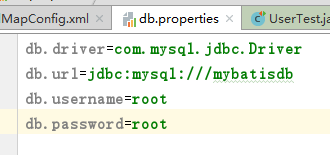 MapConfig.xml db.properties UserTest.ja
db.driver=com.mysql.jdbc.Driver
db.url=jdbc:mysql:///mybatisdb
db.username=root
db.password=root